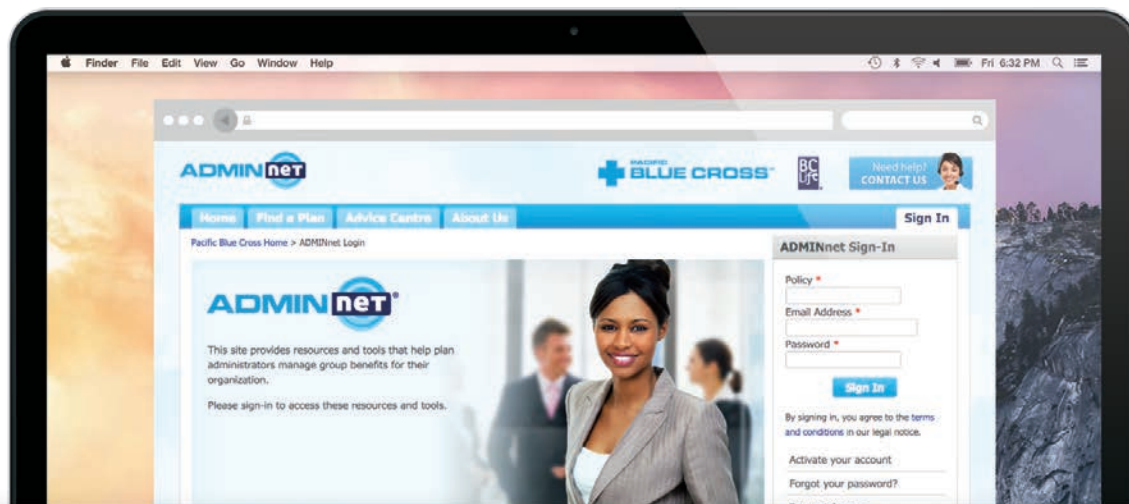 Finder File Edit View Go Window Help
Fri 6:32 PM
ADMINneT
PACIFIC
BLUE CROSS
BC
Life
Need help?
CONTACT US
Home Find a Plan Advice Centre About Us
Sign In
Pacific Blue Cross Home > ADMINnet Login
ADMINneT®
This site provides resources and tools that help plan
administrators manage group benefits for their
organization.
Please sign-in to access these resources and tools.
ADMINnet Sign-In
Policy *
Email Address *
Password *
Sign In
By signing in, you agree to the terms
and conditions in our legal notice.
Activate your account
Forgot your password?